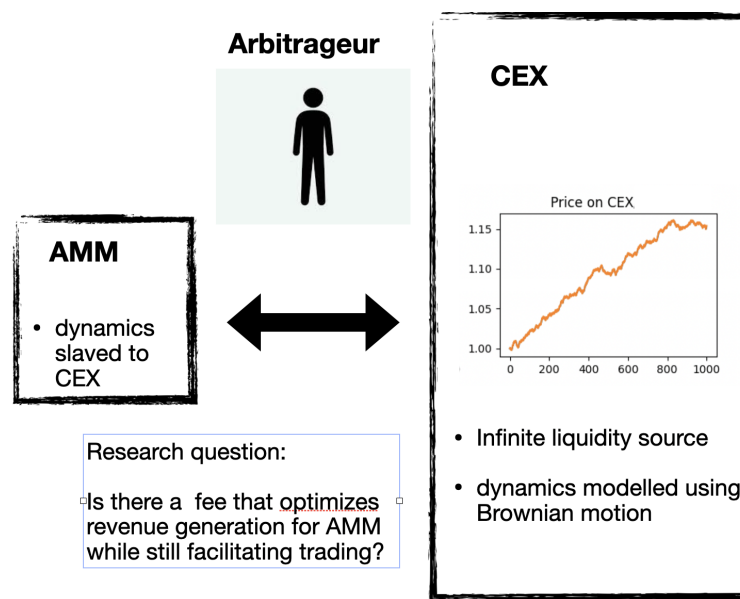 Arbitrageur
CEX
Price on CEX
1.15
1.10
1.05
1.00
0 200 400 600 800 1000
AMM
• dynamics
slaved to
CEX
Research question:
Is there a  fee that optimizes
revenue generation for AMM
while still facilitating trading?
• Infinite liquidity source
• dynamics modelled using
Brownian motion